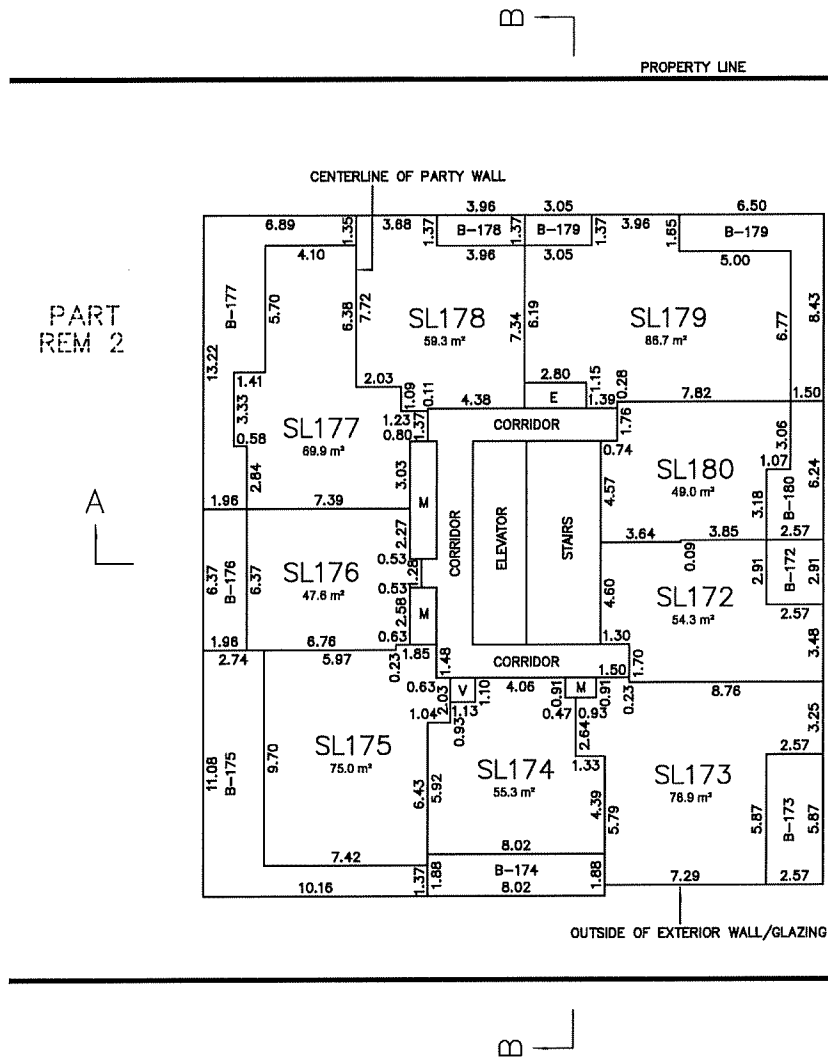 B
PROPERTY LINE
CENTERLINE OF PARTY WALL
3.96 3.05 6.50
6.89 1.35 3.68 1.37 B-178 1.37 B-179 1.37 3.96 1.65 B-179
4.10 3.96 3.05 5.00
PART
REM 2
B-177 5.70 6.38 7.72 SL178 7.34 6.19 SL179 6.77 8.43
59.3 m² 86.7 m²
13.22
1.41 2.03 1.09 0.11 4.38 2.80 1.15 0.28 7.82 1.50
E 1.39
3.33 SL177 1.23 1.37 CORRIDOR 1.76 3.06
0.58 69.9 m² 0.80 0.74 SL180 1.07 6.24
2.84 3.03 4.57 49.0 m² 3.18 B-180
A
1.96 7.39 M 3.64 3.85 2.57
2.27 CORRIDOR ELEVATOR STAIRS 0.09
6.37 B-176 6.37 SL176 0.53 1.28 SL172 2.91 B-172 2.91
47.6 m² 0.53 54.3 m²
2.58 M 4.60 2.57
1.96 6.76 0.63 1.30 3.48
2.74 5.97 0.23 1.85 1.48 CORRIDOR 1.70
1.50
0.63 V 1.10 4.06 0.91 M 0.91 0.23 8.76
2.03 1.13 0.47 0.93 3.25
1.04 0.93 2.64
11.08 B-175 9.70 SL175 1.33 2.57
75.0 m² 6.43 5.92 SL174 SL173
55.3 m² 4.39 5.79 78.9 m² 5.87 B-173 5.87
7.42 8.02
1.37 1.88 B-174 1.88
10.16 8.02 7.29 2.57
OUTSIDE OF EXTERIOR WALL/GLAZING
B